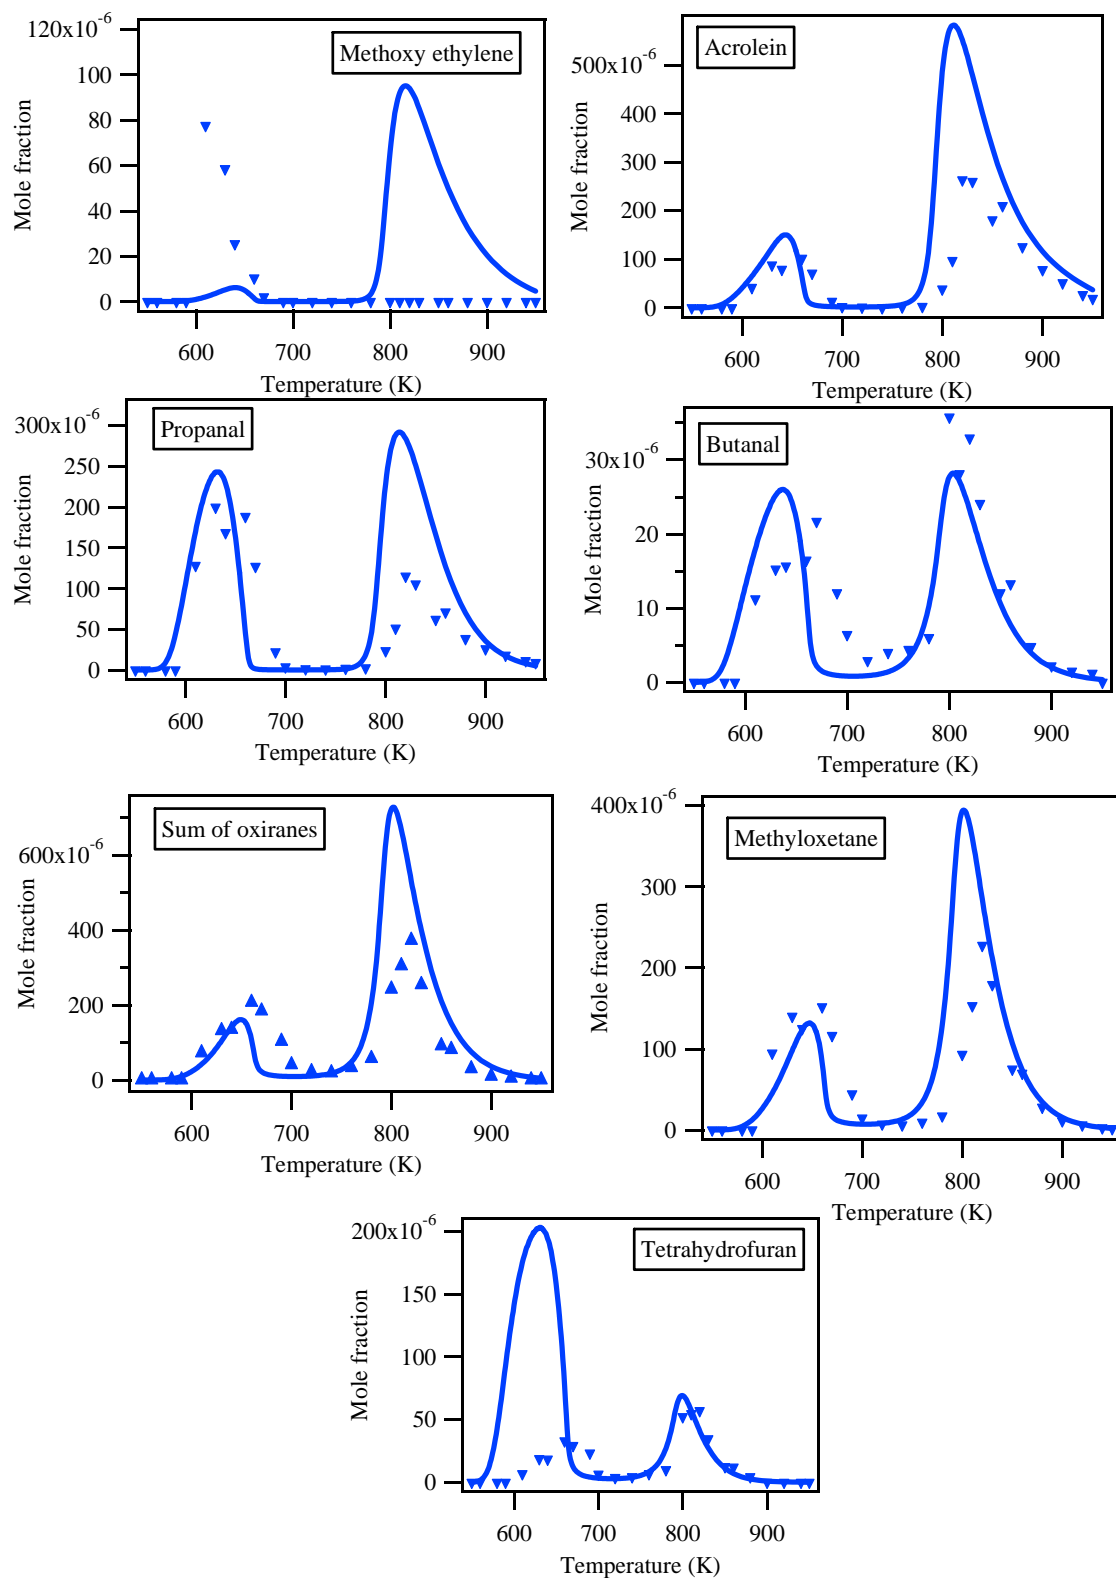 120x10-6
100
80
60
40
20
0
Mole fraction
Methoxy ethylene
600 700 800 900
Temperature (K)
500x10-6
400
300
200
100
0
Mole fraction
Acrolein
600 700 800 900
Temperature (K)
300x10-6
250
200
150
100
50
0
Mole fraction
Propanal
600 700 800 900
Temperature (K)
30x10-6
20
10
0
Mole fraction
Butanal
600 700 800 900
Temperature (K)
600x10-6
400
200
0
Mole fraction
Sum of oxiranes
600 700 800 900
Temperature (K)
400x10-6
300
200
100
0
Mole fraction
Methyloxetane
600 700 800 900
Temperature (K)
200x10-6
150
100
50
0
Mole fraction
Tetrahydrofuran
600 700 800 900
Temperature (K)